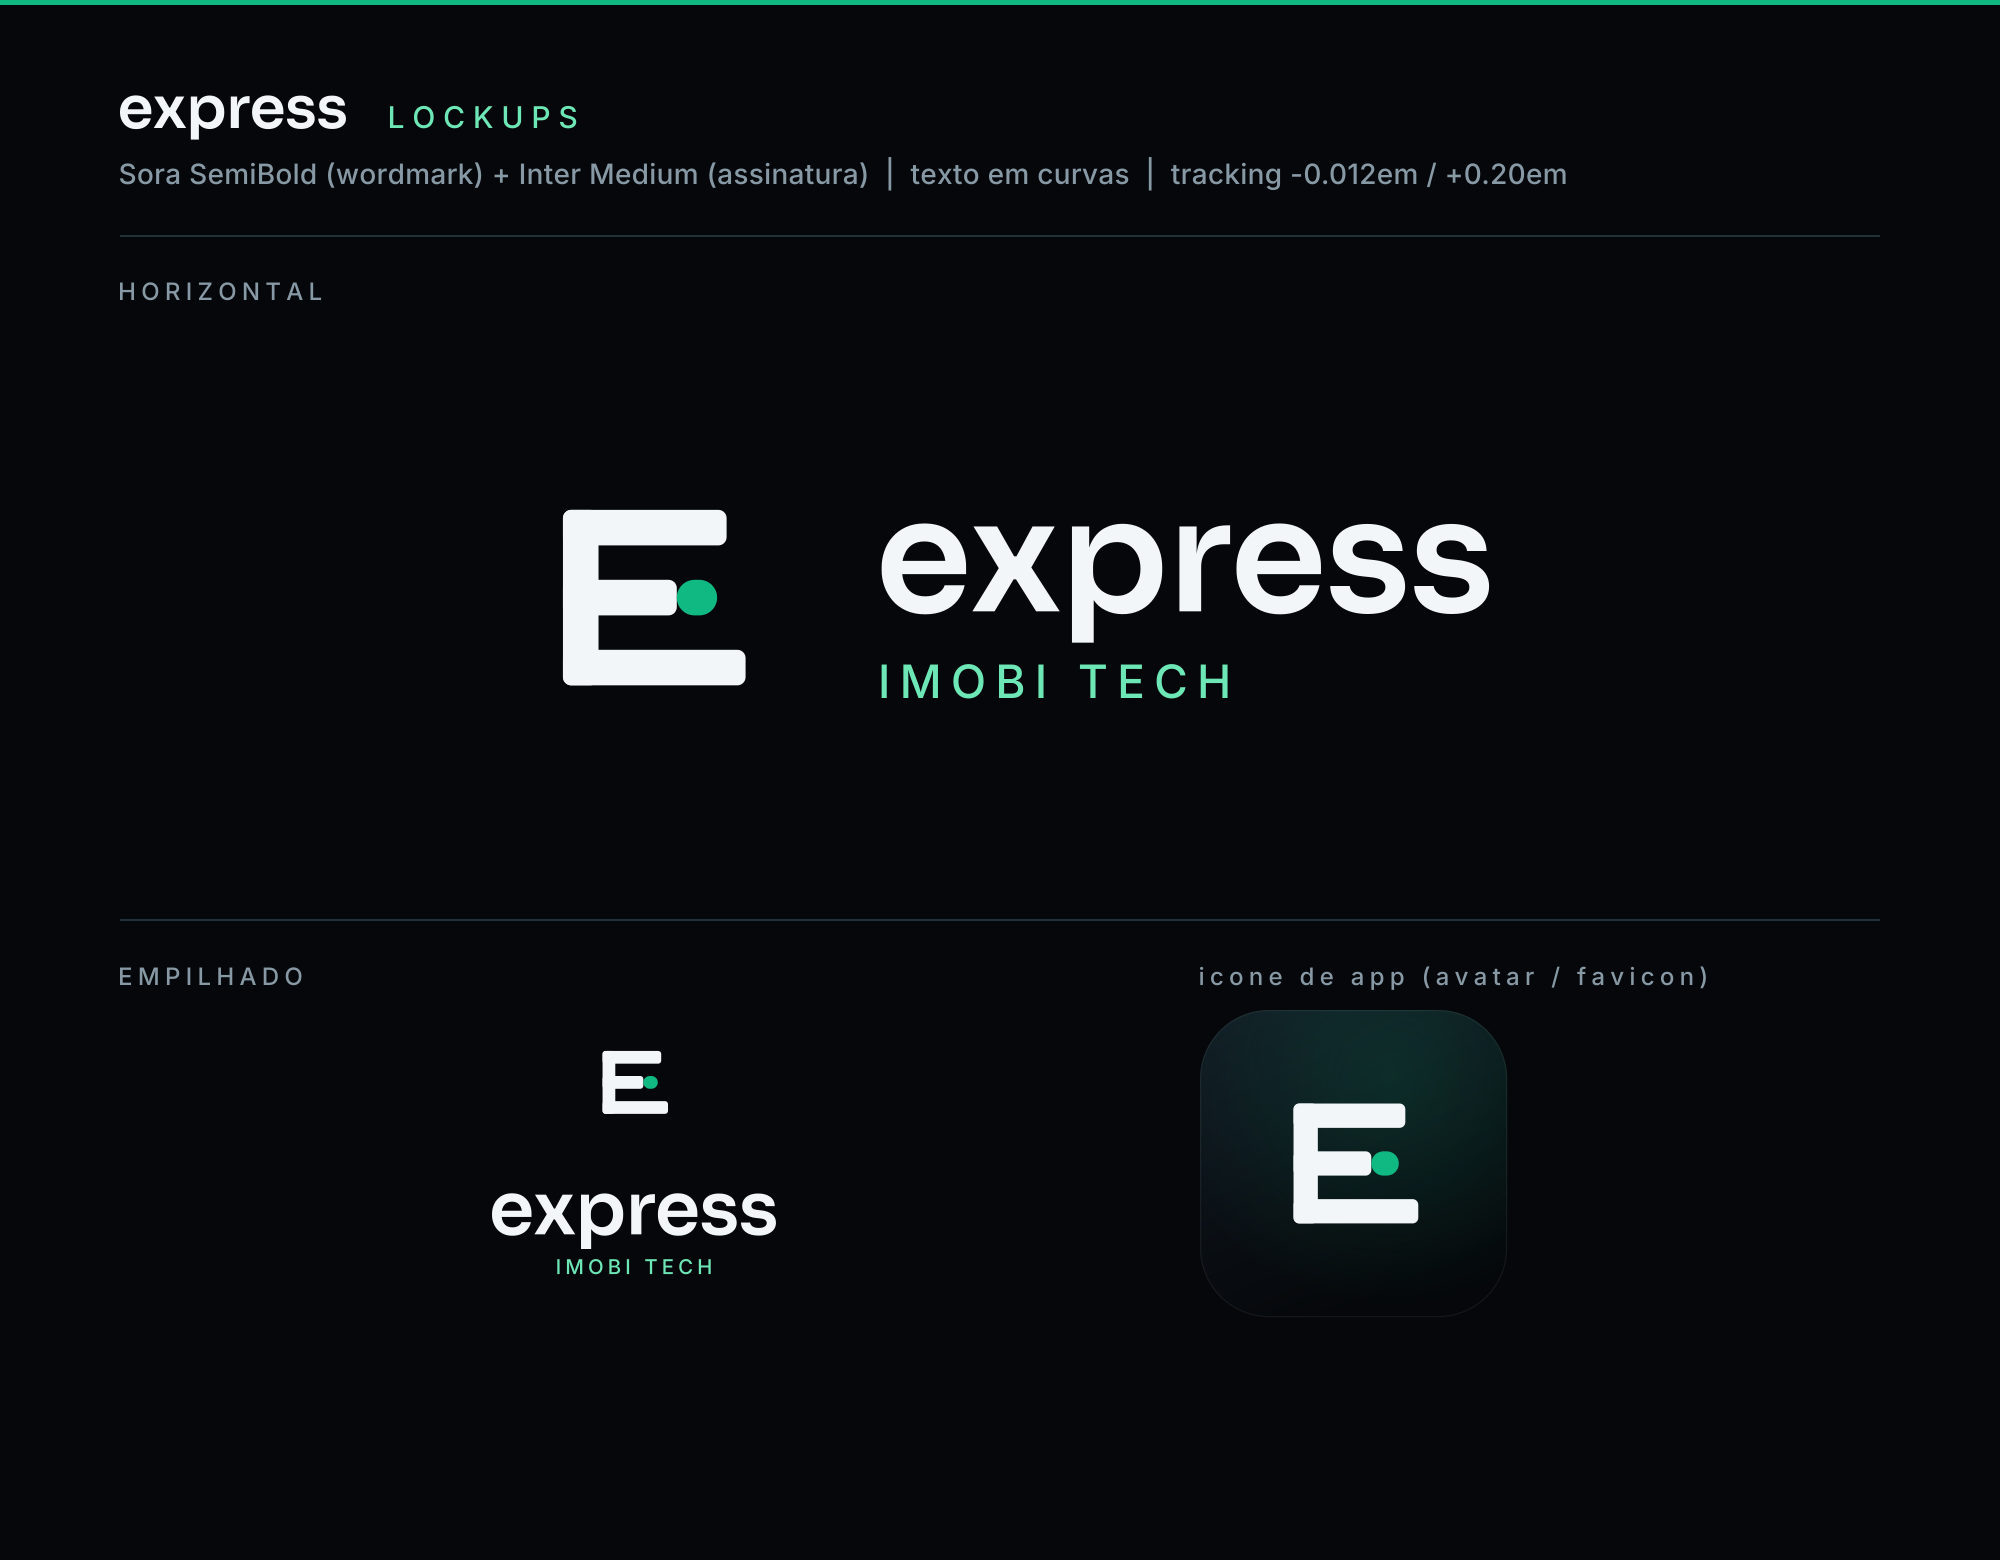 express LOCKUPS
Sora SemiBold (wordmark) + Inter Medium (assinatura) | texto em curvas | tracking -0.012em / +0.20em
HORIZONTAL
E express
IMOBI TECH
EMPILHADO
icone de app (avatar / favicon)
E
express
IMOBI TECH
E